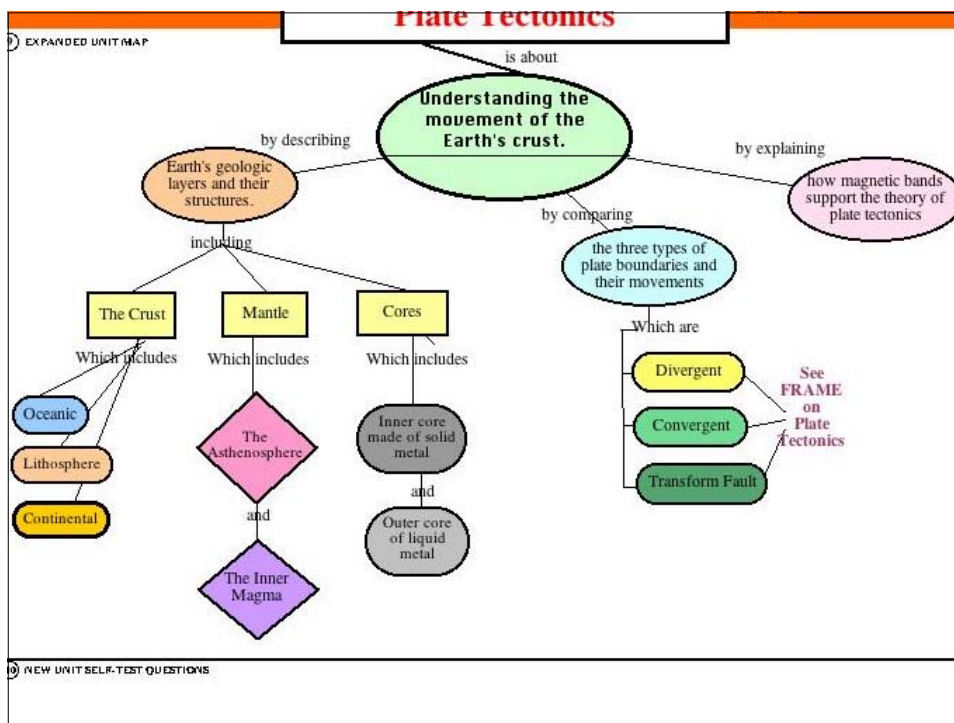 Plate Tectonics
9 EXPANDED UNIT MAP
is about
Understanding the
movement of the
Earth's crust.
by describing
Earth's geologic
layers and their
structures.
by explaining
how magnetic bands
support the theory of
plate tectonics
by comparing
the three types of
plate boundaries and
their movements
including
The Crust
Mantle
Cores
Which includes
Which includes
Which includes
Oceanic
Lithosphere
Continental
The
Asthenosphere
and
The Inner
Magma
Inner core
made of solid
metal
and
Outer core
of liquid
metal
Which are
Divergent
Convergent
Transform Fault
See
FRAME
on
Plate
Tectonics
10 NEW UNIT SELF-TEST QUESTIONS